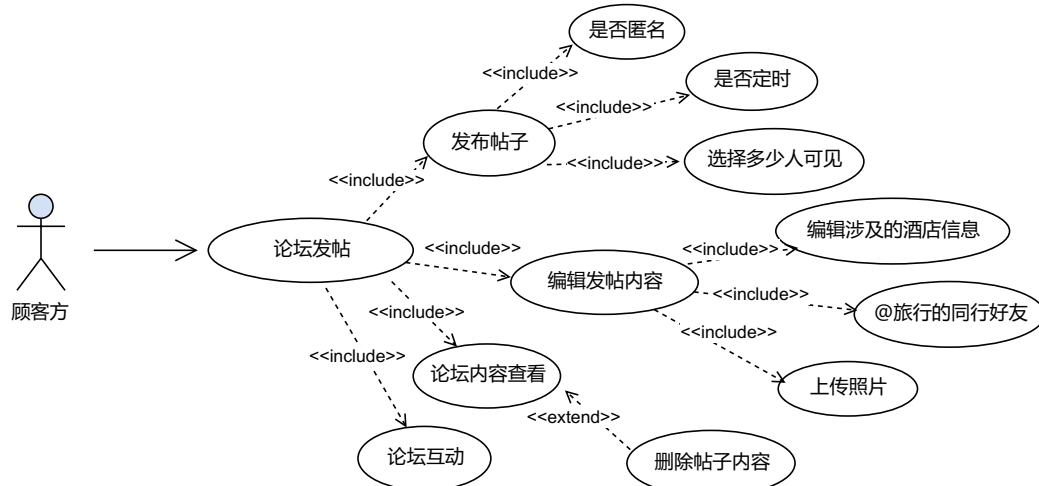 是否匿名
<<include>>
是否定时
<<include>>
发布帖子
<<include>>
选择多少人可见
<<include>>
编辑涉及的酒店信息
论坛发帖
<<include>>
<<include>>
编辑发帖内容
<<include>>
@旅行的同行好友
顾客方
<<include>>
<<include>>
<<include>>
论坛内容查看
上传照片
<<extend>>
论坛互动
删除帖子内容